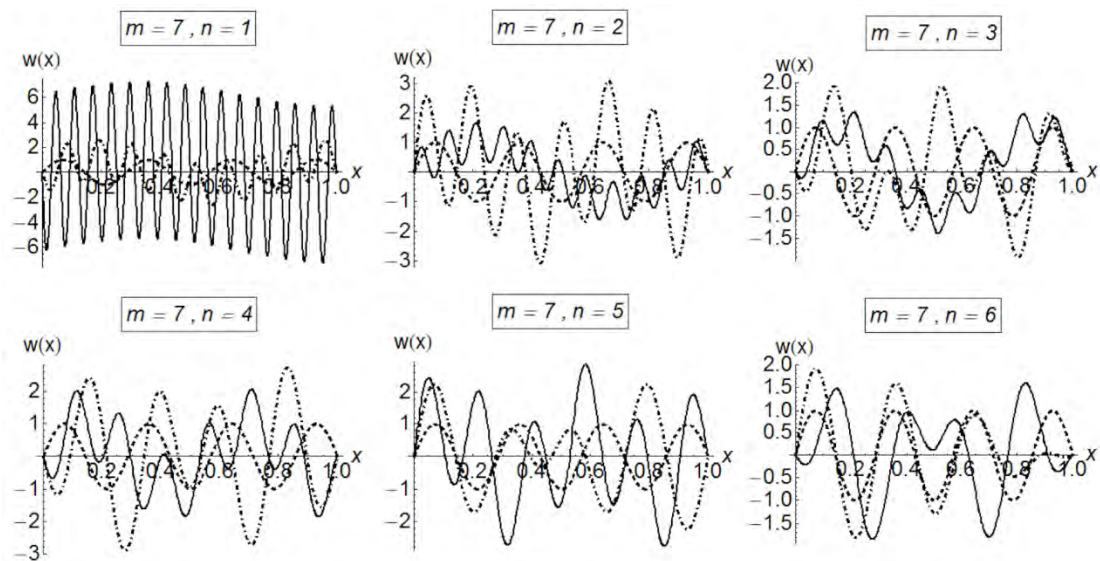 m = 7 , n = 1
w(x)
6
4
2
0.2 0.4 0.6 0.8 1.0 x
−2
−4
−6
m = 7 , n = 2
w(x)
3
2
1
0.2 0.4 0.6 0.8 1.0 x
−1
−2
−3
m = 7 , n = 3
w(x)
2.0
1.5
1.0
0.5
0.2 0.4 0.6 0.8 1.0 x
−0.5
−1.0
−1.5
m = 7 , n = 4
w(x)
2
1
0.2 0.4 0.6 0.8 1.0 x
−1
−2
−3
m = 7 , n = 5
w(x)
2
1
0.2 0.4 0.6 0.8 1.0 x
−1
−2
m = 7 , n = 6
w(x)
2.0
1.5
1.0
0.5
0.2 0.4 0.6 0.8 1.0 x
−0.5
−1.0
−1.5